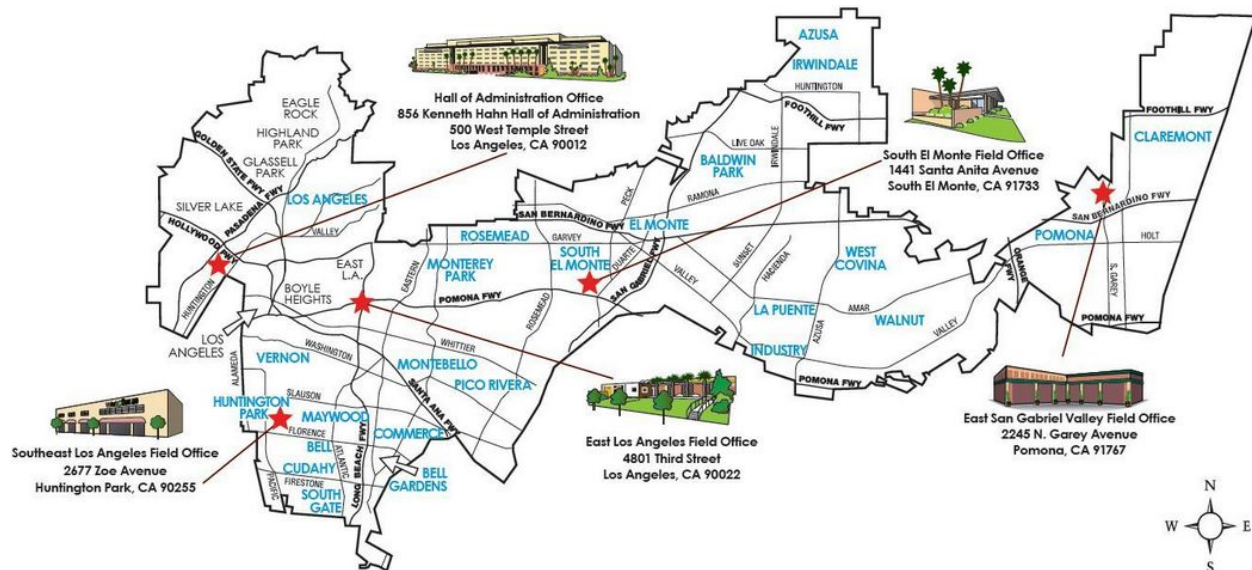 AZUSA
IRWINDALE
HUNTINGTON
FOOTHILL FWY
LIVE OAK
IRWINDALE
BALDWIN
PARK
RAMONA
PECK
Hall of Administration Office
856 Kenneth Hahn Hall of Administration
500 West Temple Street
Los Angeles, CA 90012
South El Monte Field Office
1441 Santa Anita Avenue
South El Monte, CA 91733
FOOTHILL FWY
CLAREMONT
SAN BERNARDINO FWY
POMONA
HOLT
ORANGE
FWY
S. GAREY
POMONA FWY
EAGLE
ROCK
HIGHLAND
PARK
GLASSELL
PARK
GOLDEN STATE FWY
PASADENA FWY
LOS ANGELES
SILVER LAKE
HOLLYWOOD FWY
VALLEY
HUNTINGTON
EAST
L.A.
BOYLE
HEIGHTS
LOS
ANGELES
EASTERN
SAN BERNARDINO FWY
EL MONTE
ROSEMEAD
GARVEY
MONTEREY
PARK
SOUTH
EL MONTE
DUARTE
SAN GABRIEL FWY
POMONA FWY
ROSEMEAD
VALLEY
SUNSET
HACIENDA
WEST
COVINA
LA PUENTE
AMAR
WALNUT
VALLEY
AZUSA
INDUSTRY
POMONA FWY
VERNON
WASHINGTON
WHITTIER
MONTEBELLO
PICO RIVERA
SANTA ANA FWY
ALAMEDA
SLAUSON
HUNTINGTON
PARK
MAYWOOD
COMMERCE
FLORENCE
BELL
ATLANTIC
LONG BEACH FWY
CUDAHY
FIRESTONE
BELL
GARDENS
PACIFIC
SOUTH
GATE
Southeast Los Angeles Field Office
2677 Zoe Avenue
Huntington Park, CA 90255
East Los Angeles Field Office
4801 Third Street
Los Angeles, CA 90022
East San Gabriel Valley Field Office
2245 N. Garey Avenue
Pomona, CA 91767
N
W E
S